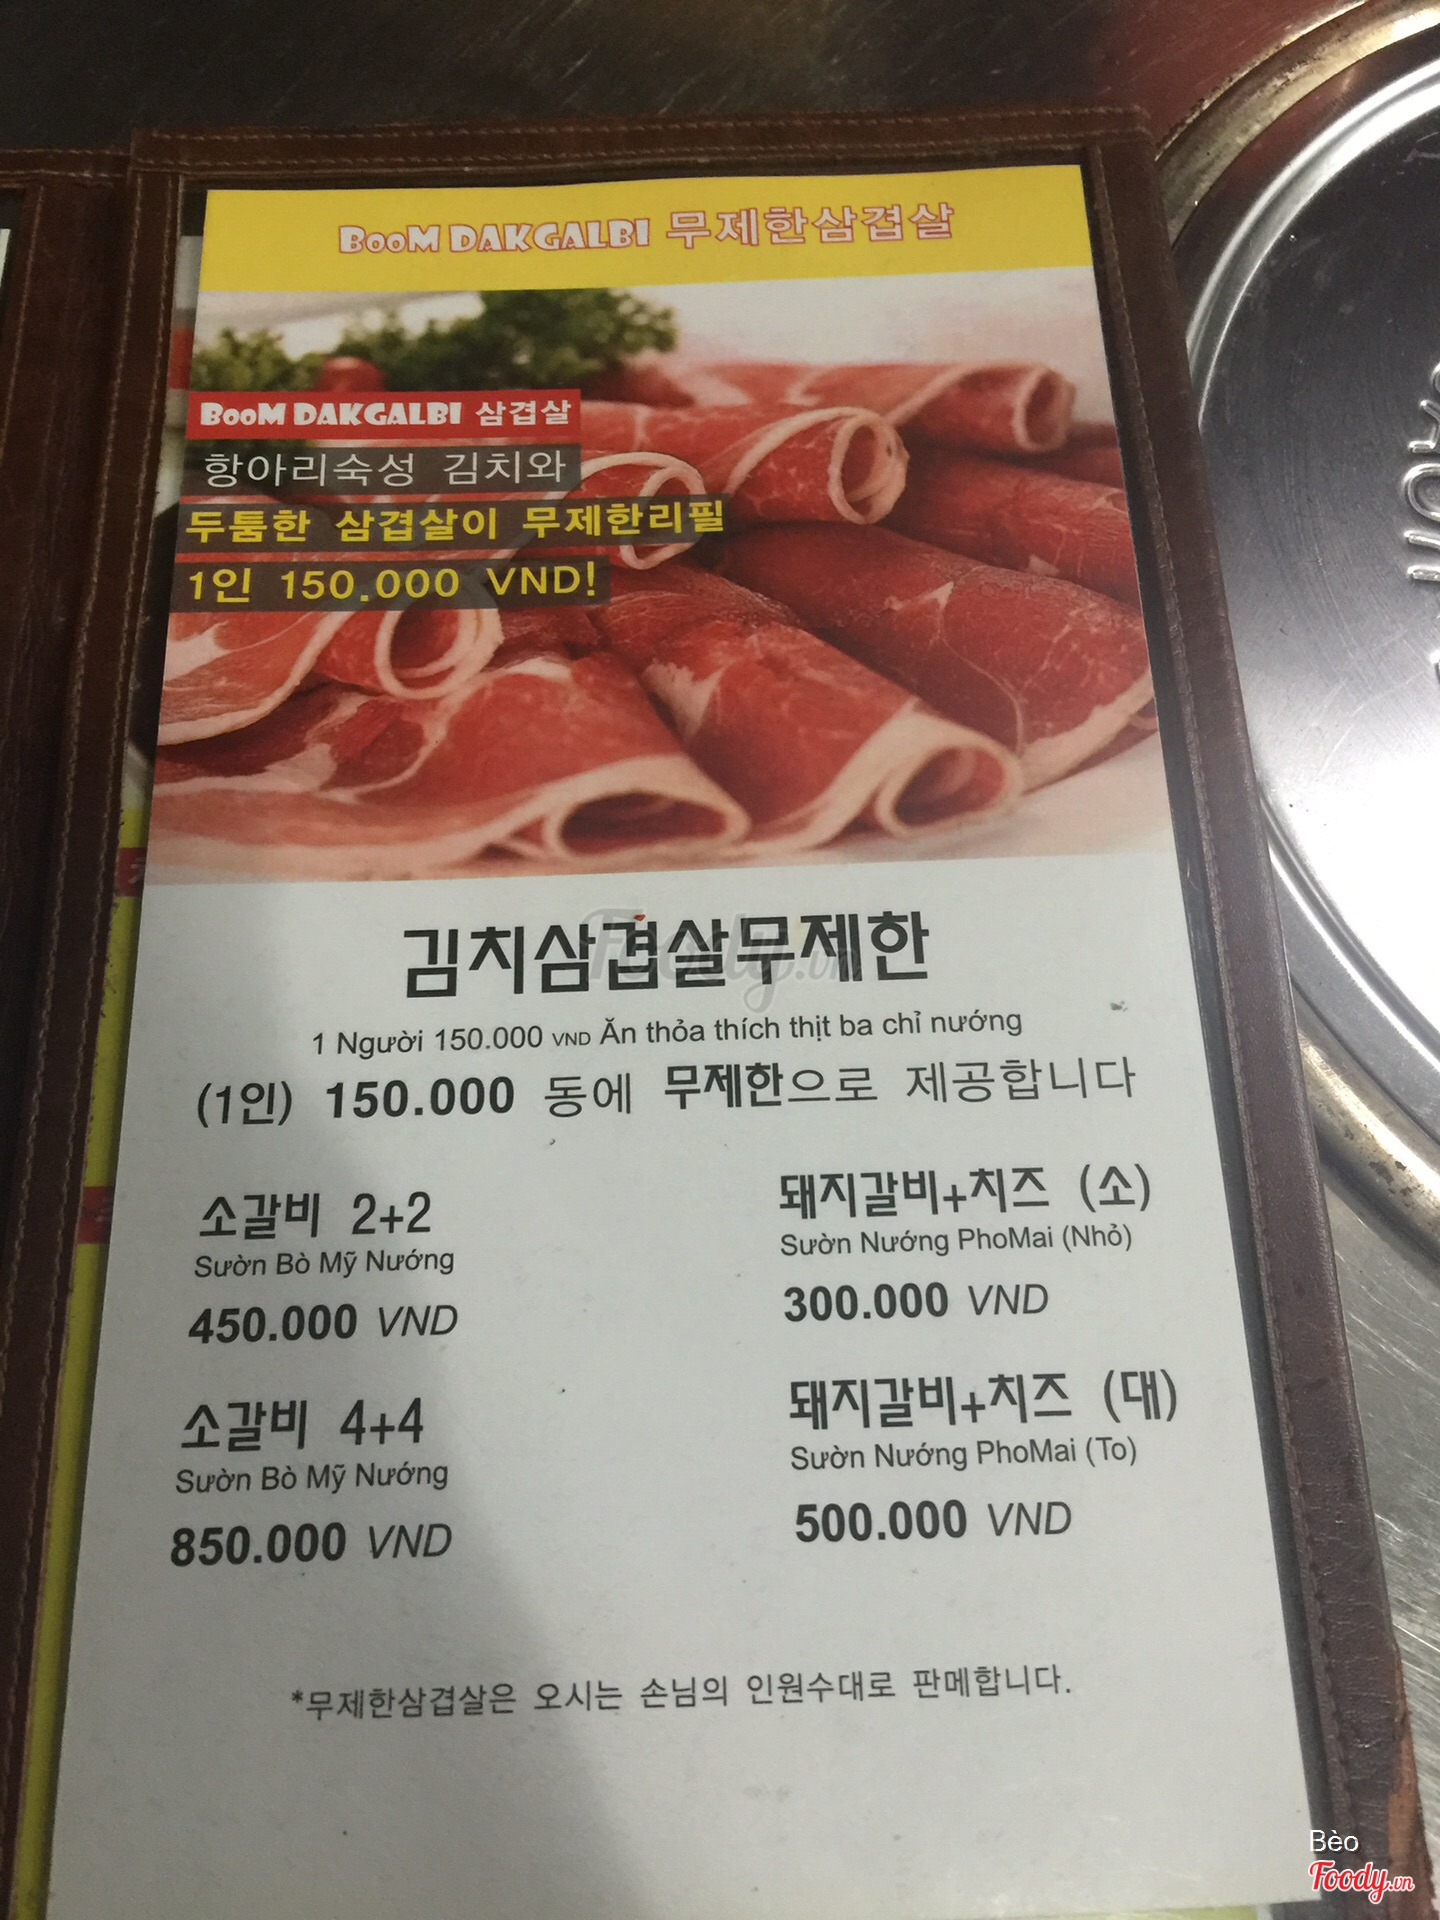 BOOM DAKGALBI 무제한삼겹살
BOOM DAKGALBI 삼겹살
항아리숙성 김치와
두툼한 삼겹살이 무제한리필
1인 150.000 VND!
김치삼겹살무제한
1 Người 150.000 VND Ăn thỏa thích thịt ba chỉ nướng
(1인) 150.000 동에 무제한으로 제공합니다
소갈비 2+2
Sườn Bò Mỹ Nướng
450.000 VND
돼지갈비+치즈 (소)
Sườn Nướng PhoMai (Nhỏ)
300.000 VND
소갈비 4+4
Sườn Bò Mỹ Nướng
850.000 VND
돼지갈비+치즈 (대)
Sườn Nướng PhoMai (To)
500.000 VND
*무제한삼겹살은 오시는 손님의 인원수대로 판메합니다.
Foody.vn
Bèo
Foody.vn